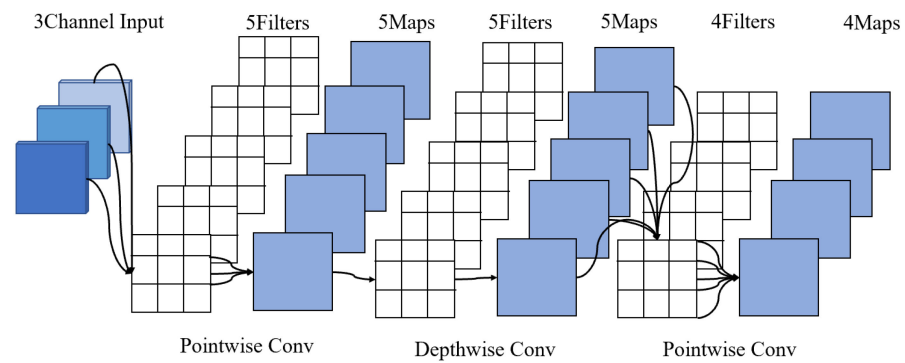 3Channel Input 5Filters 5Maps 5Filters 5Maps 4Filters 4Maps
Pointwise Conv Depthwise Conv Pointwise Conv